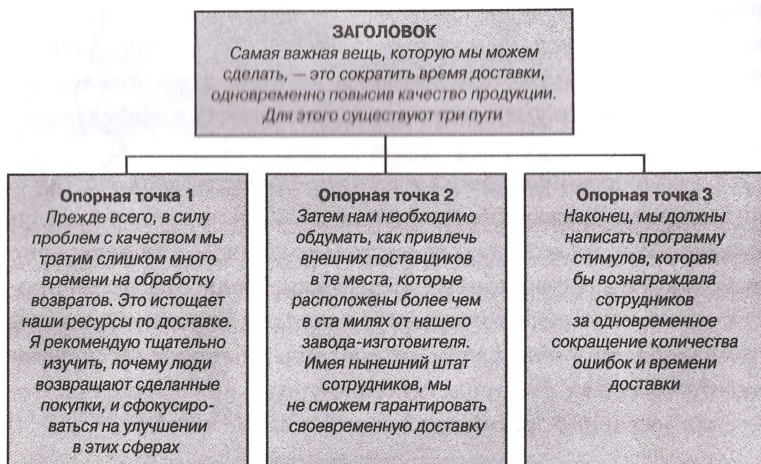 ЗАГОЛОВОК
Самая важная вещь, которую мы можем
сделать, — это сократить время доставки,
одновременно повысив качество продукции.
Для этого существуют три пути
Опорная точка 1
Прежде всего, в силу
проблем с качеством мы
тратим слишком много
времени на обработку
возвратов. Это истощает
наши ресурсы по доставке.
Я рекомендую тщательно
изучить, почему люди
возвращают сделанные
покупки, и сфокусиро-
ваться на улучшении
в этих сферах
Опорная точка 2
Затем нам необходимо
обдумать, как привлечь
внешних поставщиков
в те места, которые
расположены более чем
в ста милях от нашего
завода-изготовителя.
Имея нынешний штат
сотрудников, мы
не сможем гарантировать
своевременную доставку
Опорная точка 3
Наконец, мы должны
написать программу
стимулов, которая
бы вознаграждала
сотрудников
за одновременное
сокращение количества
ошибок и времени
доставки